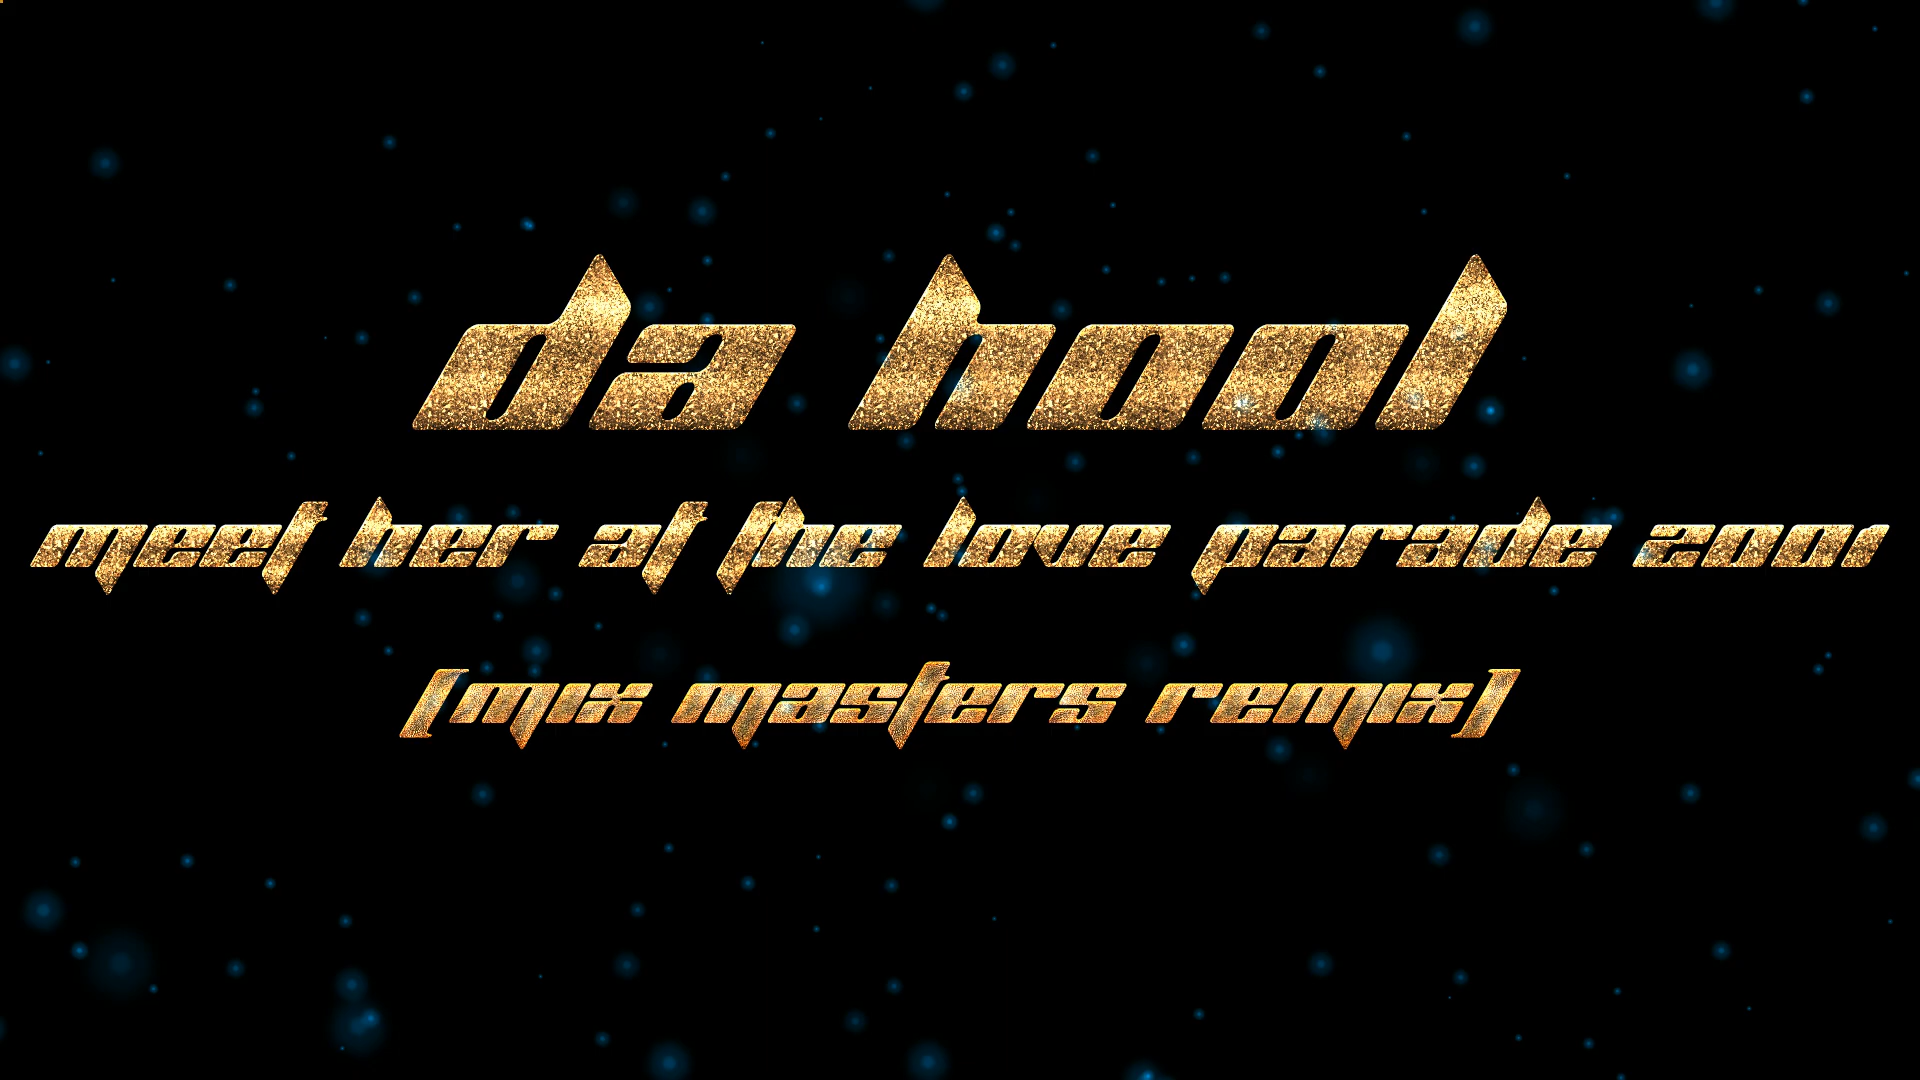 da hool
meet her at the love parade 2001
[mix masters remix]